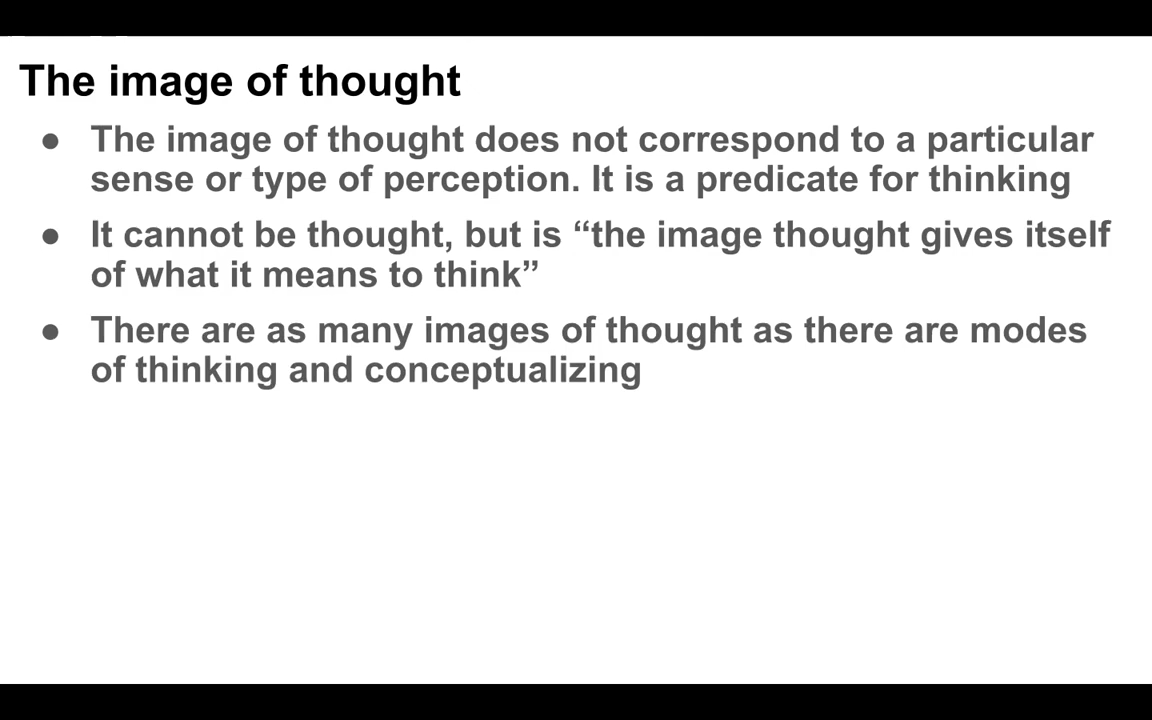 The image of thought
● The image of thought does not correspond to a particular
sense or type of perception. It is a predicate for thinking
● It cannot be thought, but is “the image thought gives itself
of what it means to think”
● There are as many images of thought as there are modes
of thinking and conceptualizing